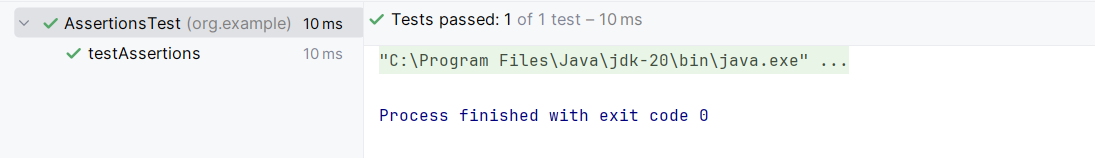 AssertionsTest (org.example) 10 ms
testAssertions 10 ms
Tests passed: 1 of 1 test – 10 ms
"C:\Program Files\Java\jdk-20\bin\java.exe" ...
Process finished with exit code 0